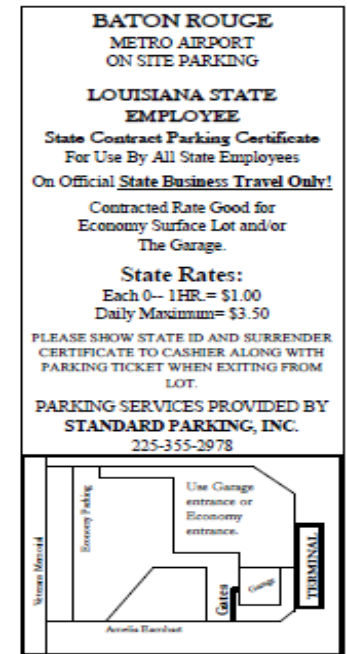 BATON ROUGE
METRO AIRPORT
ON SITE PARKING
LOUISIANA STATE
EMPLOYEE
State Contract Parking Certificate
For Use By All State Employees
On Official State Business Travel Only!
Contracted Rate Good for
Economy Surface Lot and/or
The Garage.
State Rates:
Each 0-- 1HR.= $1.00
Daily Maximum= $3.50
PLEASE SHOW STATE ID AND SURRENDER
CERTIFICATE TO CASHIER ALONG WITH
PARKING TICKET WHEN EXITING FROM
LOT.
PARKING SERVICES PROVIDED BY
STANDARD PARKING, INC.
225-355-2978
Use Garage
entrance or
Economy
entrance.
Economy Parking
Veterans Memorial
Gates
Garage
TERMINAL
Amelia Earnhart